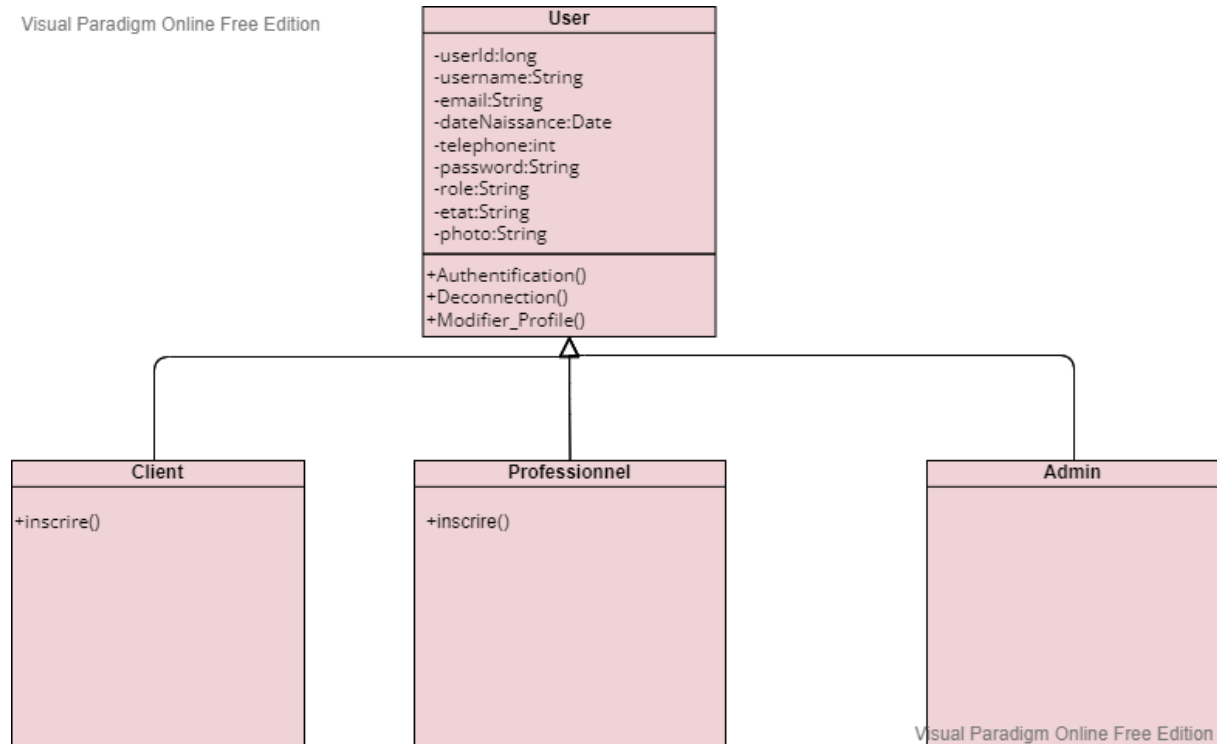 Visual Paradigm Online Free Edition
User
-userId:long
-username:String
-email:String
-dateNaissance:Date
-telephone:int
-password:String
-role:String
-etat:String
-photo:String
+Authentification()
+Deconnection()
+Modifier_Profile()
Client
+inscrire()
Professionnel
+inscrire()
Admin
Visual Paradigm Online Free Edition